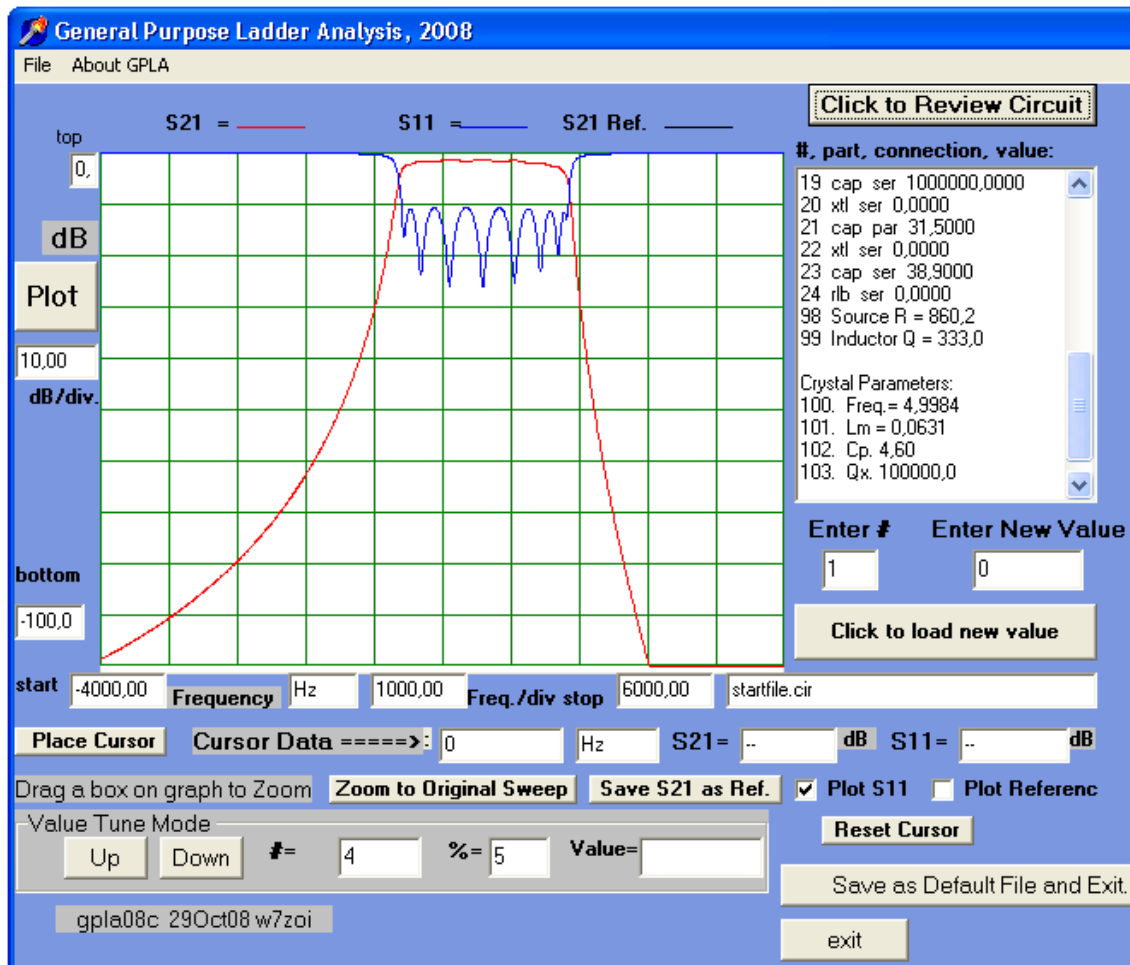 General Purpose Ladder Analysis, 2008
File About GPLA
Click to Review Circuit
S21 = S11 = S21 Ref.
top
0,
#, part, connection, value:
19 cap ser 1000000,0000
20 xtl ser 0,0000
21 cap par 31,5000
22 xtl ser 0,0000
23 cap ser 38,9000
24 rlb ser 0,0000
98 Source R = 860,2
99 Inductor Q = 333,0
Crystal Parameters:
100. Freq.= 4,9984
101. Lm = 0,0631
102. Cp. 4,60
103. Qx. 100000,0
dB
Plot
10,00
dB/div.
Enter # Enter New Value
1 0
bottom
-100,0
Click to load new value
start -4000,00 Frequency Hz 1000,00 Freq./div stop 6000,00 startfile.cir
Place Cursor Cursor Data =====>: 0 Hz S21= -- dB S11= -- dB
Drag a box on graph to Zoom Zoom to Original Sweep Save S21 as Ref. Plot S11 Plot Referenc
Value Tune Mode
Up Down #= 4 %= 5 Value=
Reset Cursor
Save as Default File and Exit.
gpla08c 29Oct08 w7zoi
exit